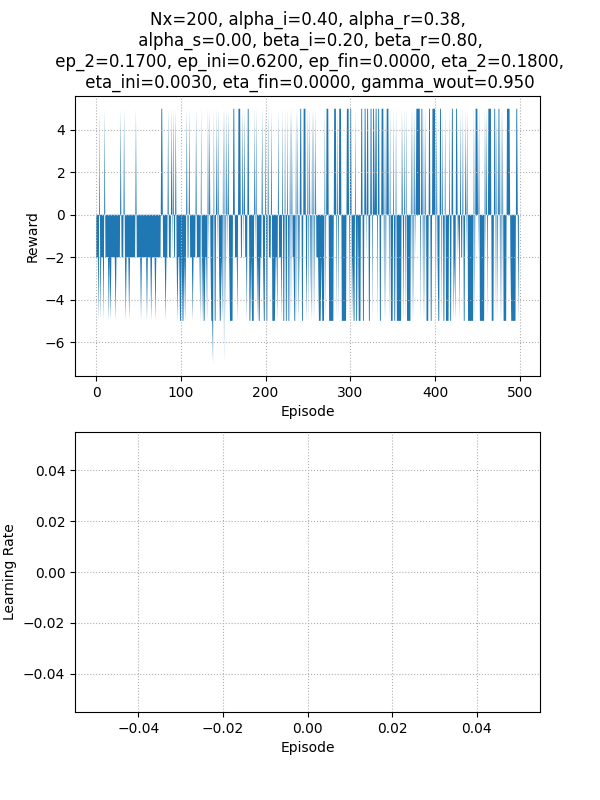 Nx=200, alpha_i=0.40, alpha_r=0.38,
alpha_s=0.00, beta_i=0.20, beta_r=0.80,
ep_2=0.1700, ep_ini=0.6200, ep_fin=0.0000, eta_2=0.1800,
eta_ini=0.0030, eta_fin=0.0000, gamma_wout=0.950
4
2
0
−2
−4
−6
Reward
0 100 200 300 400 500
Episode
0.04
0.02
0.00
−0.02
−0.04
Learning Rate
−0.04 −0.02 0.00 0.02 0.04
Episode